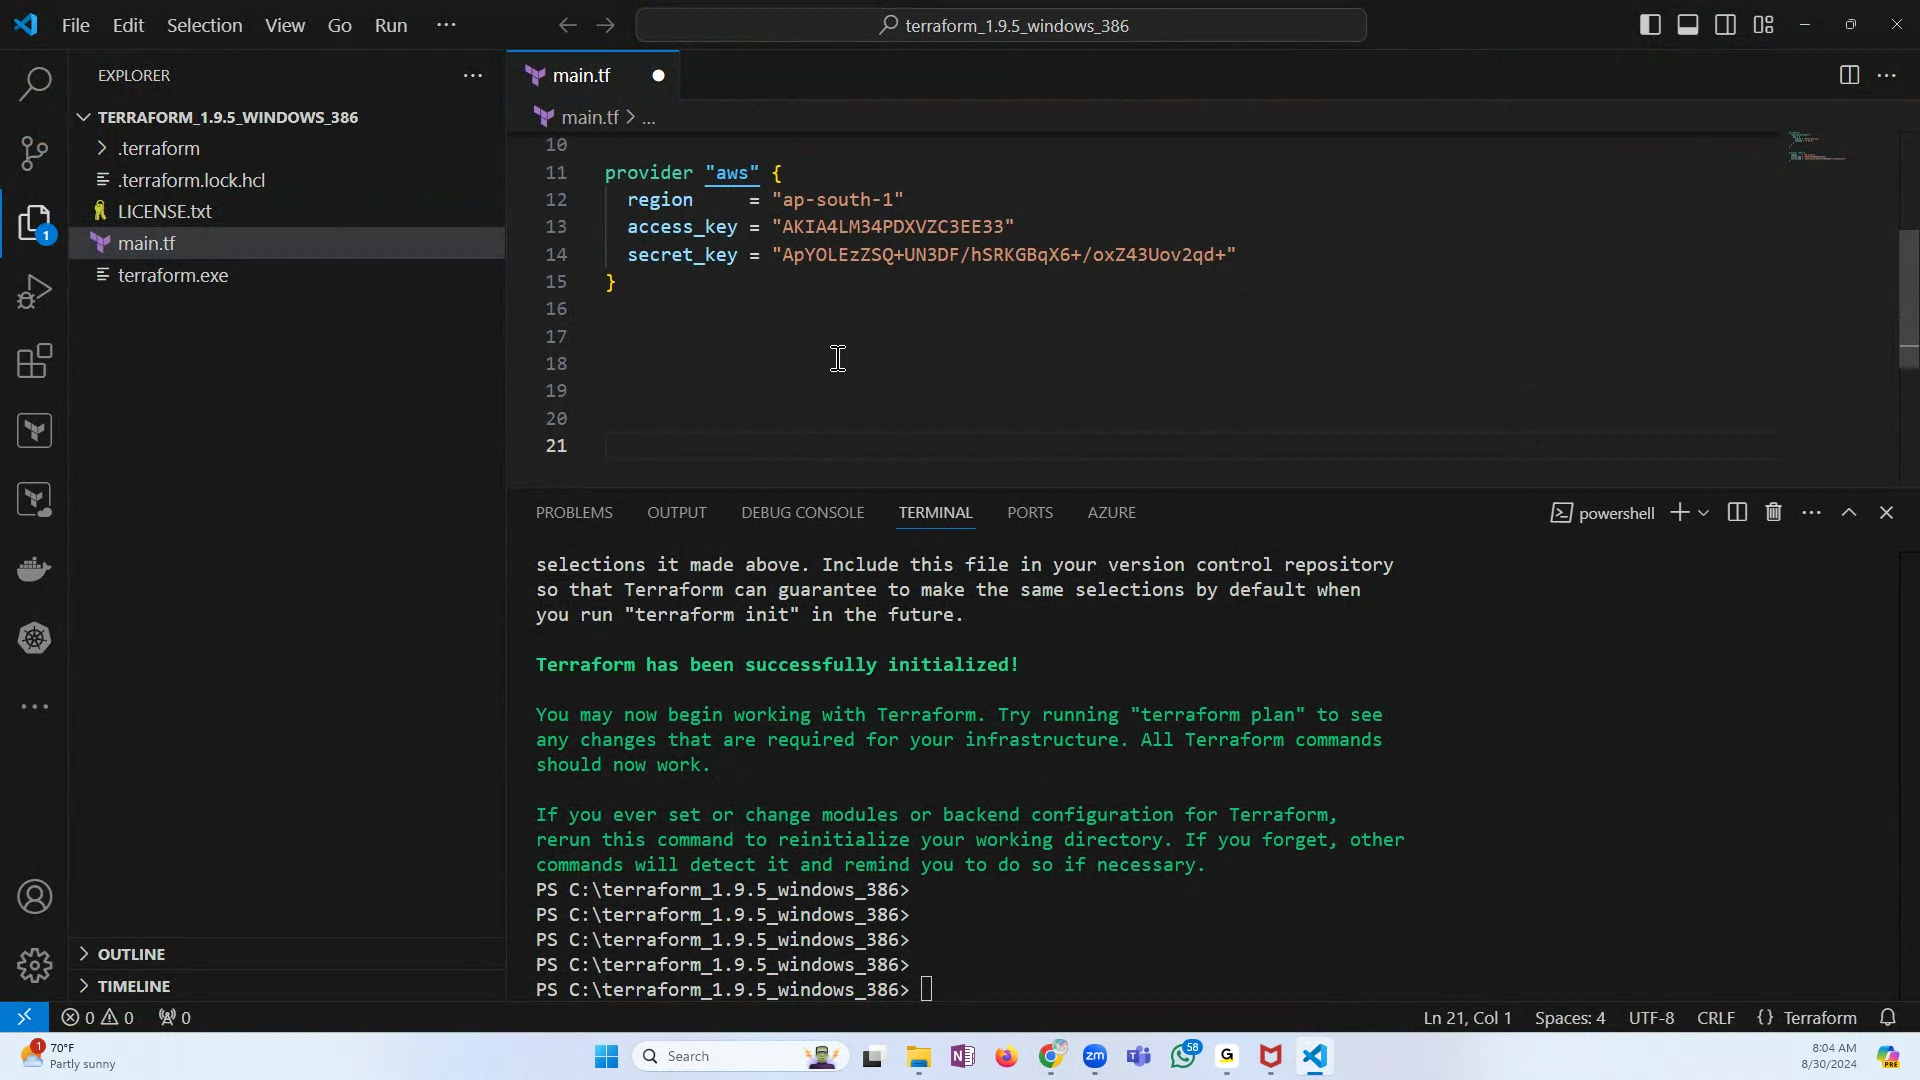 File Edit Selection View Go Run ...
terraform_1.9.5_windows_386
EXPLORER
TERRAFORM_1.9.5_WINDOWS_386
.terraform
.terraform.lock.hcl
LICENSE.txt
main.tf
terraform.exe
1
OUTLINE
TIMELINE
main.tf
main.tf > ...
10
11 provider "aws" {
12 region     = "ap-south-1"
13 access_key = "AKIA4LM34PDXVZC3EE33"
14 secret_key = "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"
15 }
16
17
18
19
20
21
PROBLEMS OUTPUT DEBUG CONSOLE TERMINAL PORTS AZURE
powershell
selections it made above. Include this file in your version control repository
so that Terraform can guarantee to make the same selections by default when
you run "terraform init" in the future.
Terraform has been successfully initialized!
You may now begin working with Terraform. Try running "terraform plan" to see
any changes that are required for your infrastructure. All Terraform commands
should now work.
If you ever set or change modules or backend configuration for Terraform,
rerun this command to reinitialize your working directory. If you forget, other
commands will detect it and remind you to do so if necessary.
PS C:\terraform_1.9.5_windows_386>
PS C:\terraform_1.9.5_windows_386>
PS C:\terraform_1.9.5_windows_386>
PS C:\terraform_1.9.5_windows_386>
PS C:\terraform_1.9.5_windows_386>
0 0 0 Ln 21, Col 1 Spaces: 4 UTF-8 CRLF {} Terraform
1
70°F
Partly sunny
Search
zm
58
G
PRE
8:04 AM
8/30/2024